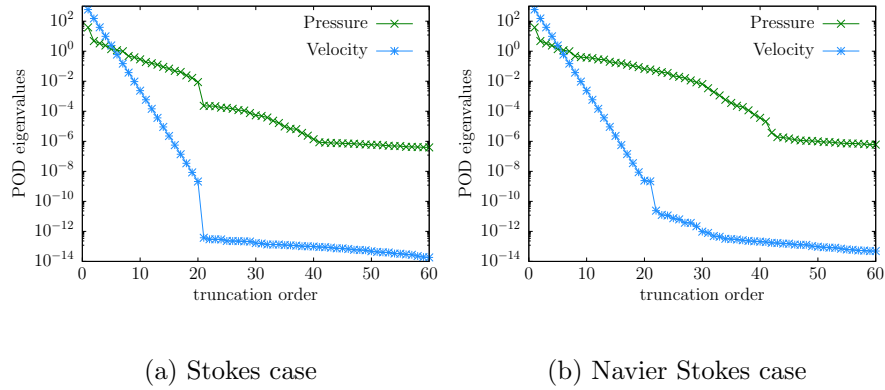 Pressure
Velocity
POD eigenvalues
10^2
10^0
10^−2
10^−4
10^−6
10^−8
10^−10
10^−12
10^−14
0 10 20 30 40 50 60
truncation order
(a) Stokes case
Pressure
Velocity
POD eigenvalues
10^2
10^0
10^−2
10^−4
10^−6
10^−8
10^−10
10^−12
10^−14
0 10 20 30 40 50 60
truncation order
(b) Navier Stokes case